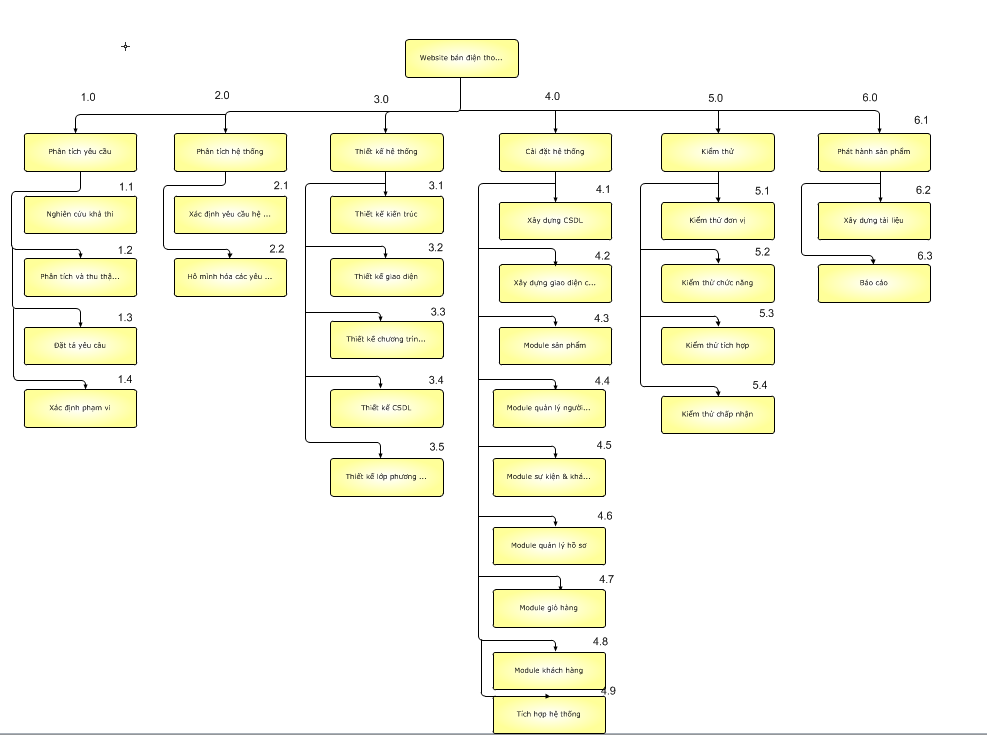 Website bán điện tho...
1.0
2.0
3.0
4.0
5.0
6.0
6.1
Phân tích yêu cầu
Phân tích hệ thống
Thiết kế hệ thống
Cài đặt hệ thống
Kiểm thử
Phát hành sản phẩm
1.1
2.1
3.1
4.1
5.1
6.2
Nghiên cứu khả thi
Xác định yêu cầu hệ ...
Thiết kế kiến trúc
Xây dựng CSDL
Kiểm thử đơn vị
Xây dựng tài liệu
1.2
2.2
3.2
4.2
5.2
6.3
Phân tích và thu thậ...
Hô mình hóa các yêu ...
Thiết kế giao diện
Xây dựng giao diện c...
Kiểm thử chức năng
Báo cáo
1.3
3.3
4.3
5.3
Đặt tả yêu cầu
Thiết kế chương trìn...
Module sản phẩm
Kiểm thử tích hợp
1.4
3.4
4.4
5.4
Xác định phạm vi
Thiết kế CSDL
Module quản lý người...
Kiểm thử chấp nhận
3.5
4.5
Thiết kế lớp phương ...
Module sự kiện & khá...
4.6
Module quản lý hồ sơ
4.7
Module giỏ hàng
4.8
Module khách hàng
4.9
Tích hợp hệ thống